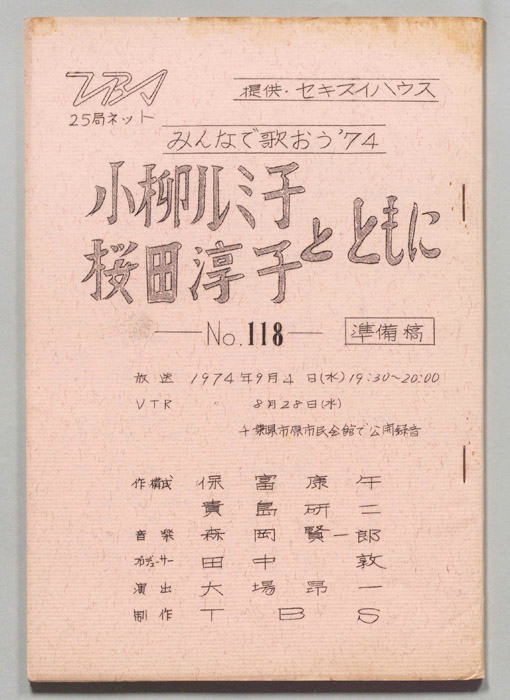 TBS
提供・セキスイハウス
25局ネット
みんなで歌おう'74
小柳ルミ子
桜田淳子とともに
No.118
準備稿
放送 1974年9月4日(水)19:30~20:00
VTR 8月28日(水)
千葉県市原市民会館で公開録音
作・構成 保富康午
貴島研二
音楽 森岡賢一郎
プロデューサー 田中敦
演出 大場昂一
制作 TBS